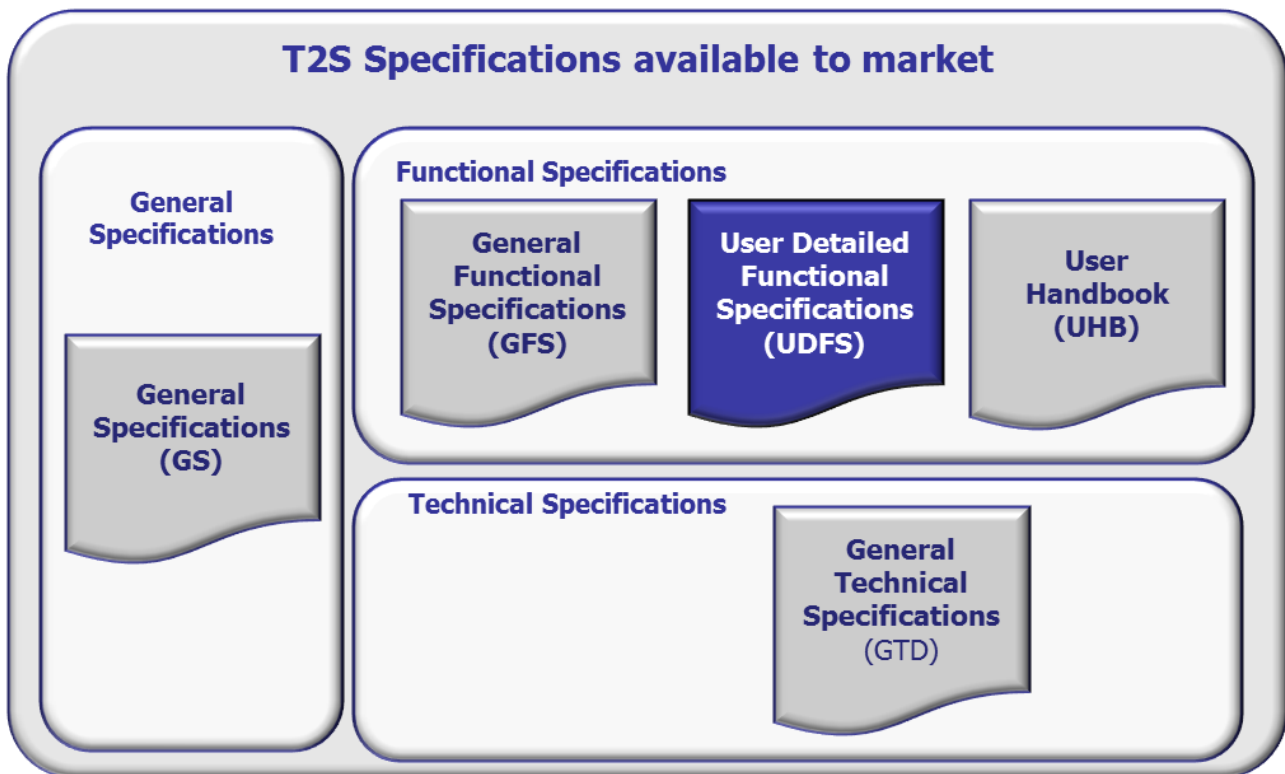 T2S Specifications available to market
General
Specifications
General
Specifications
(GS)
Functional Specifications
General
Functional
Specifications
(GFS)
User Detailed
Functional
Specifications
(UDFS)
User
Handbook
(UHB)
Technical Specifications
General
Technical
Specifications
(GTD)